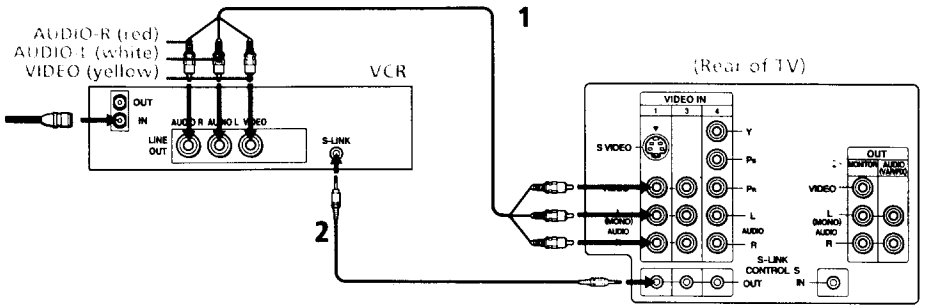 1
AUDIO-R (red)
AUDIO-L (white)
VIDEO (yellow)
VCR
(Rear of TV)
OUT
IN
AUDIO R AUDIO L VIDEO
LINE OUT
S-LINK
2
VIDEO IN
1 3 4
S VIDEO
Y
PB
PR
VIDEO
L
(MONO)
AUDIO
L
AUDIO
R
OUT
MONITOR
AUDIO (VAR/FIX)
VIDEO
L
(MONO)
AUDIO
R
S-LINK
CONTROL S
OUT
IN